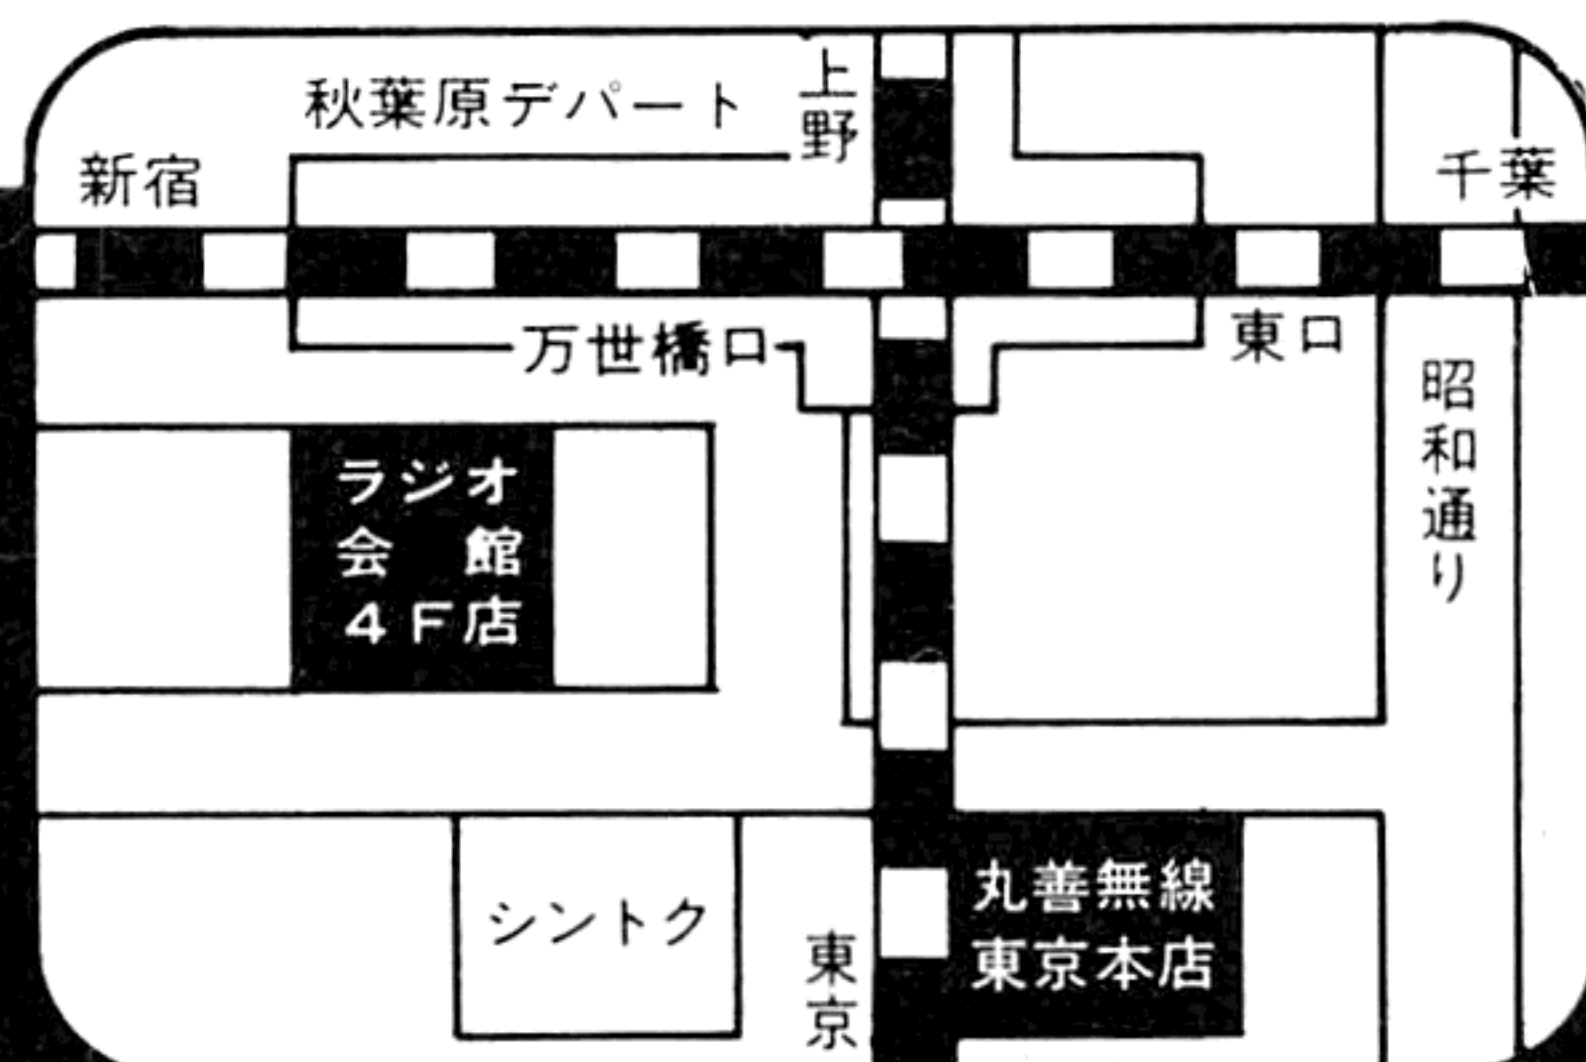 秋葉原デパート
上野
新宿
千葉
万世橋口
東口
昭和通り
ラジオ
会館
4F店
シントク
東京
丸善無線
東京本店